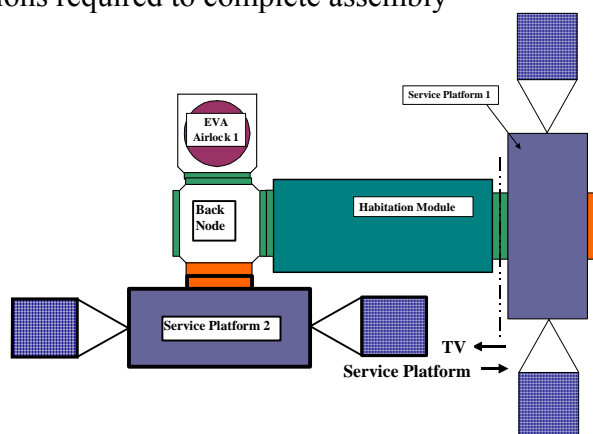 ions required to complete assembly
Service Platform 1
EVA
Airlock 1
Back
Node
Habitation Module
Service Platform 2
TV
Service Platform